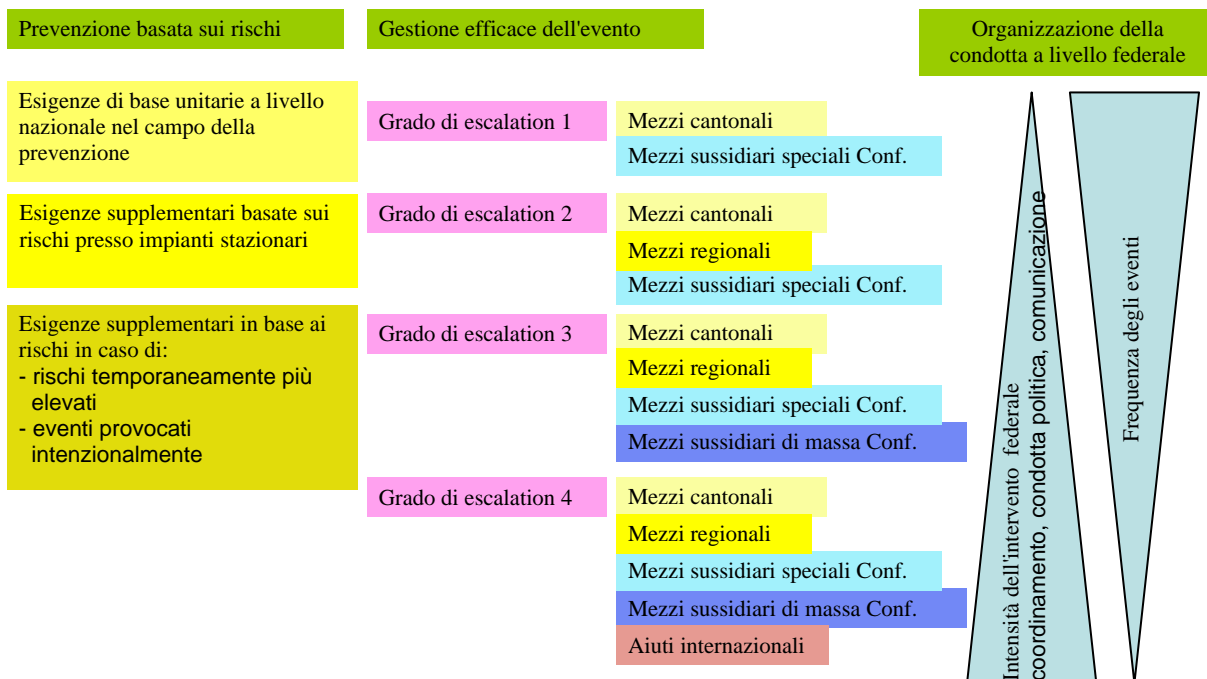 Prevenzione basata sui rischi
Gestione efficace dell'evento
Organizzazione della
condotta a livello federale
Esigenze di base unitarie a livello
nazionale nel campo della
prevenzione
Esigenze supplementari basate sui
rischi presso impianti stazionari
Esigenze supplementari in base ai
rischi in caso di:
- rischi temporaneamente più
elevati
- eventi provocati
intenzionalmente
Grado di escalation 1
Mezzi cantonali
Mezzi sussidiari speciali Conf.
Grado di escalation 2
Mezzi cantonali
Mezzi regionali
Mezzi sussidiari speciali Conf.
Grado di escalation 3
Mezzi cantonali
Mezzi regionali
Mezzi sussidiari speciali Conf.
Mezzi sussidiari di massa Conf.
Grado di escalation 4
Mezzi cantonali
Mezzi regionali
Mezzi sussidiari speciali Conf.
Mezzi sussidiari di massa Conf.
Aiuti internazionali
Intensità dell'intervento federale
coordinamento, condotta politica, comunicazione
Frequenza degli eventi